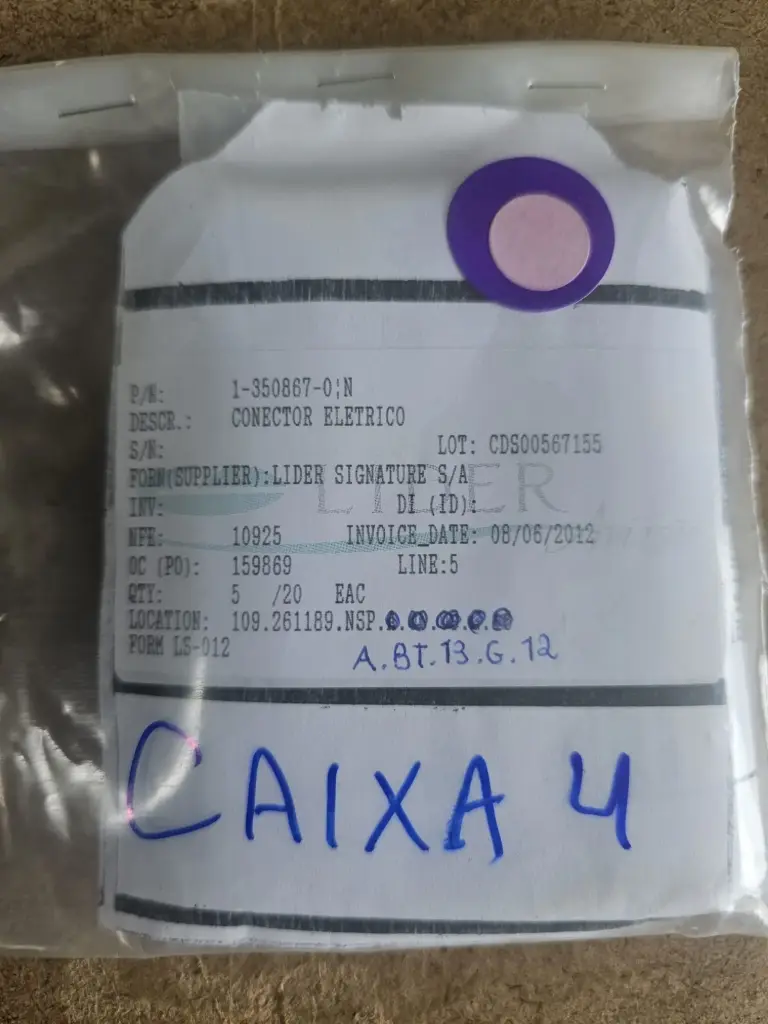 P/N: 1-350867-0;N
DESCR.: CONECTOR ELETRICO
S/N: LOT: CDS00567155
FORN(SUPPLIER):LIDER SIGNATURE S/A
LIDER
INV: DI (ID):
NFE: 10925 INVOICE_DATE: 08/06/2012
OC (PO): 159869 LINE:5
QTY: 5 /20 EAC
LOCATION: 109.261189.NSP.
FORM LS-012
A.BT.13.G.12
CAIXA 4